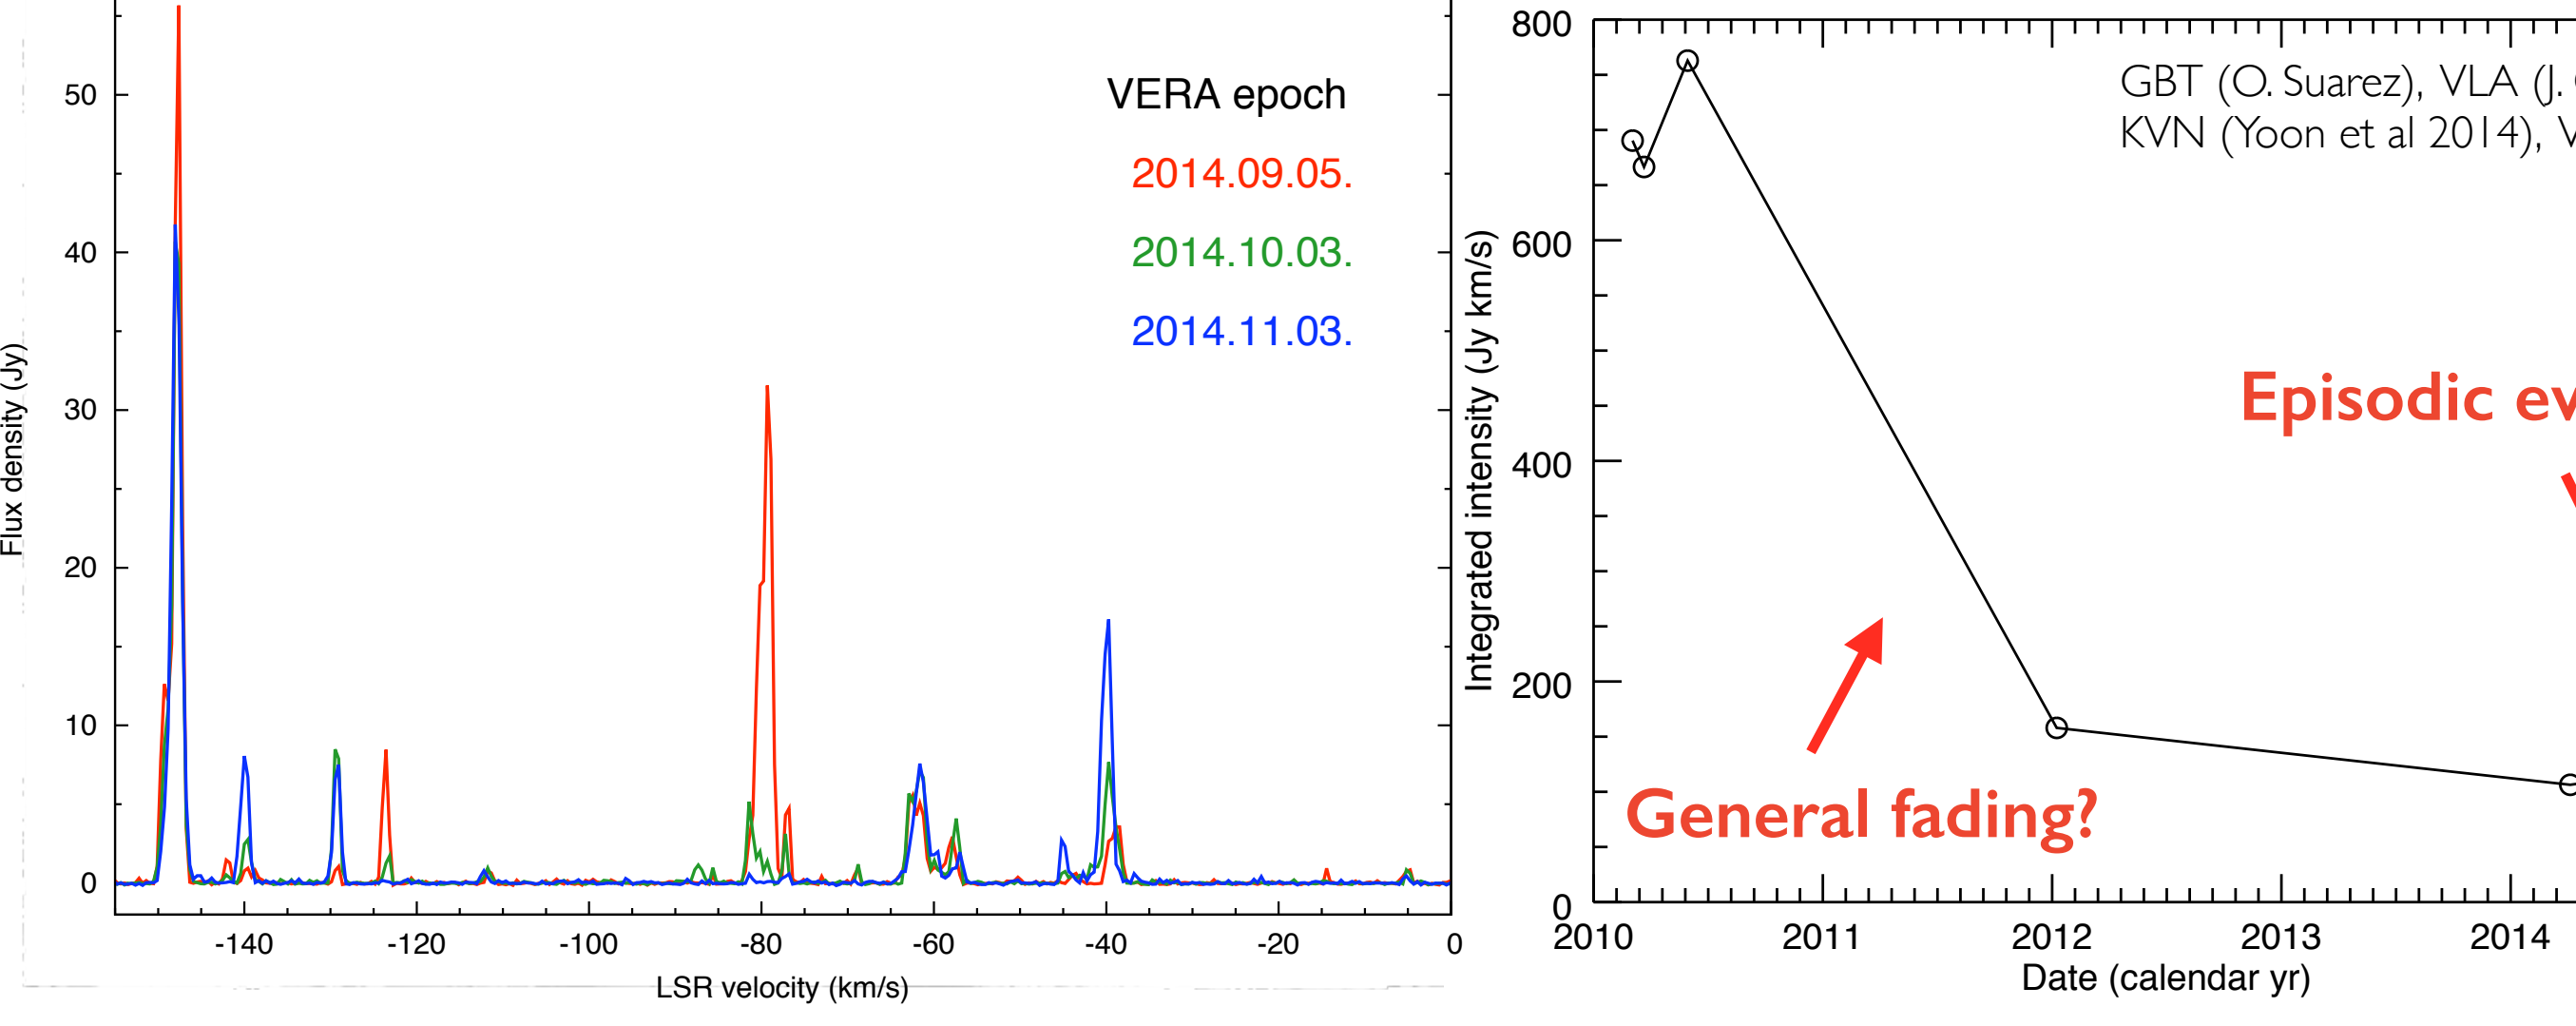 50
40
30
20
10
0
Flux density (Jy)
-140 -120 -100 -80 -60 -40 -20 0
LSR velocity (km/s)
VERA epoch
2014.09.05.
2014.10.03.
2014.11.03.
800
600
400
200
0
Integrated intensity (Jy km/s)
2010 2011 2012 2013 2014
Date (calendar yr)
GBT (O. Suarez), VLA (J.
KVN (Yoon et al 2014), V
Episodic ev
General fading?